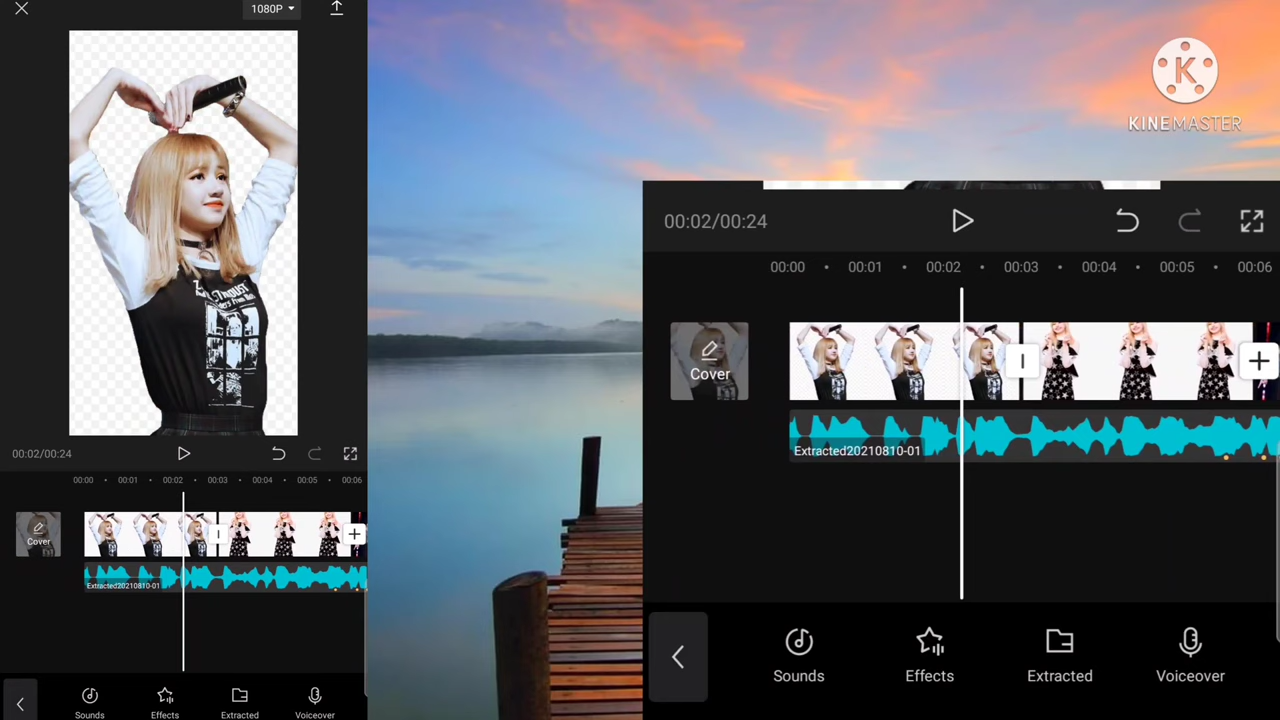 1080P
STARDUST
00:02/00:24
00:00
00:01
00:02
00:03
00:04
00:05
00:06
Cover
Extracted20210810-01
Sounds
Effects
Extracted
Voiceover
KINEMASTER
00:02/00:24
00:00
00:01
00:02
00:03
00:04
00:05
00:06
Cover
Extracted20210810-01
Sounds
Effects
Extracted
Voiceover